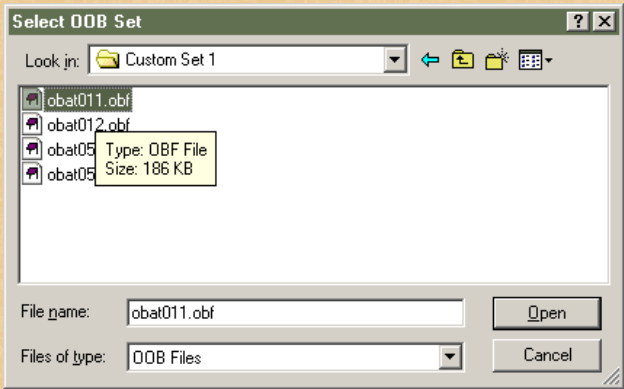 Select OOB Set
Look in: Custom Set 1
obat011.obf
obat012.obf
obat05
obat05
Type: OBF File
Size: 186 KB
File name: obat011.obf Open
Files of type: OOB Files Cancel